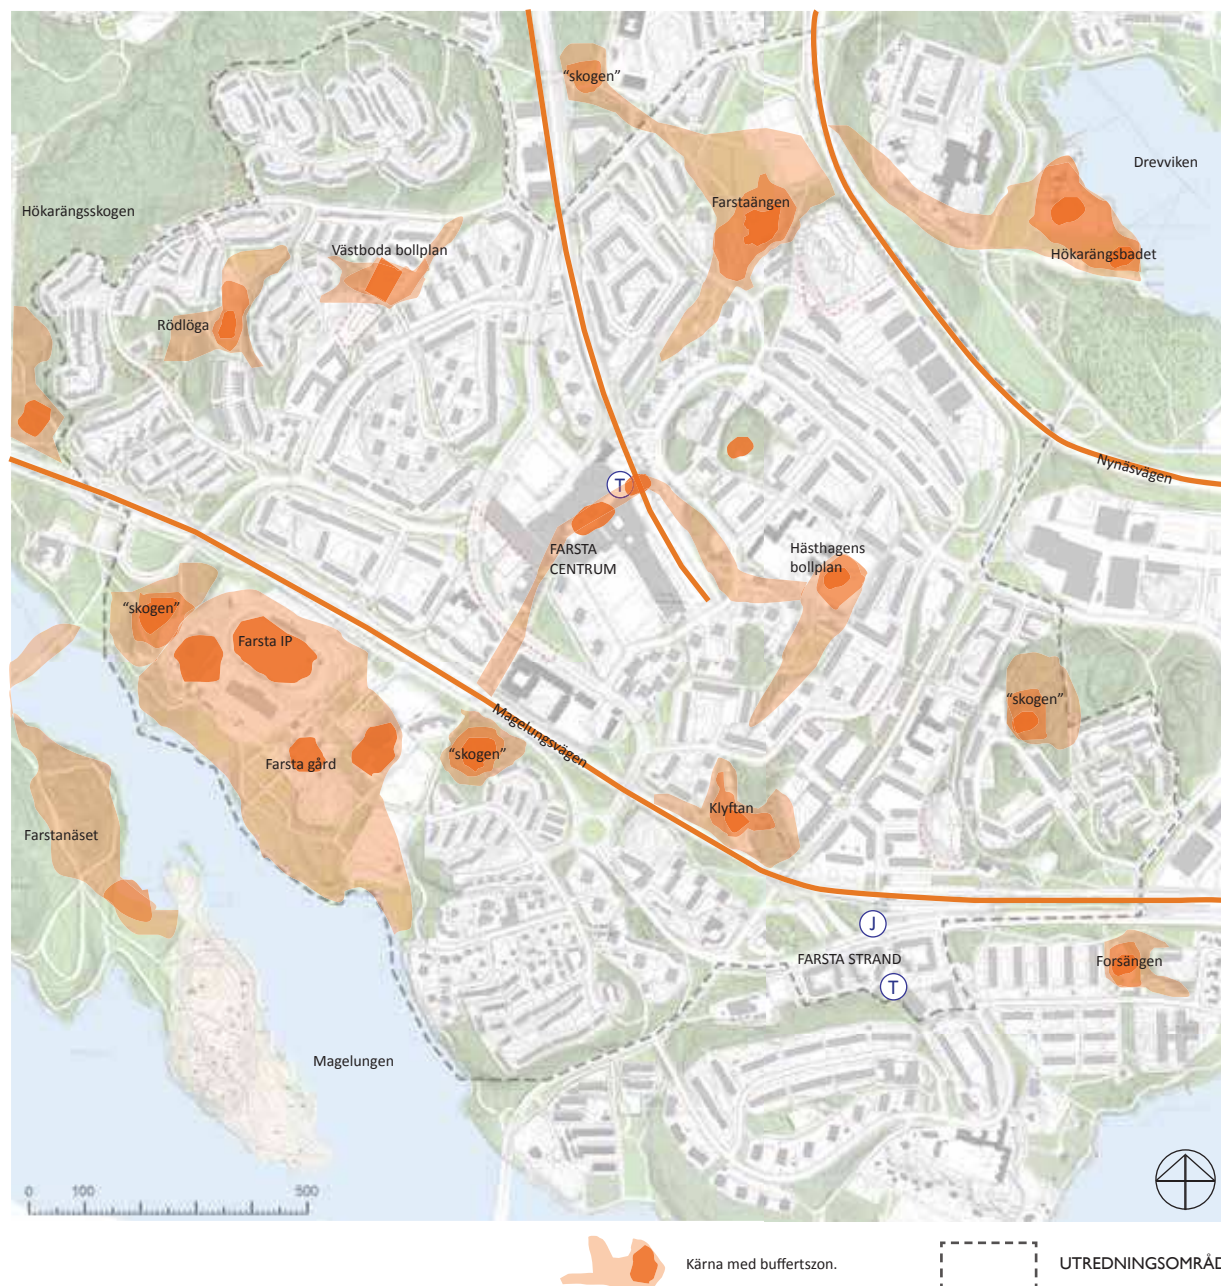 “skogen”
Drevviken
Hökarängsskogen
Farstaängen
Västboda bollplan
Hökarängsbadet
Rödlöga
Nynäsvägen
T
FARSTA
CENTRUM
Hästhagens
bollplan
“skogen”
Farsta IP
“skogen”
Magelungsvägen
“skogen”
Farsta gård
Klyftan
Farstanäset
J
FARSTA STRAND
Forsängen
T
Magelungen
0 100 500
Kärna med buffertszon.
UTREDNINGSOMRÅD